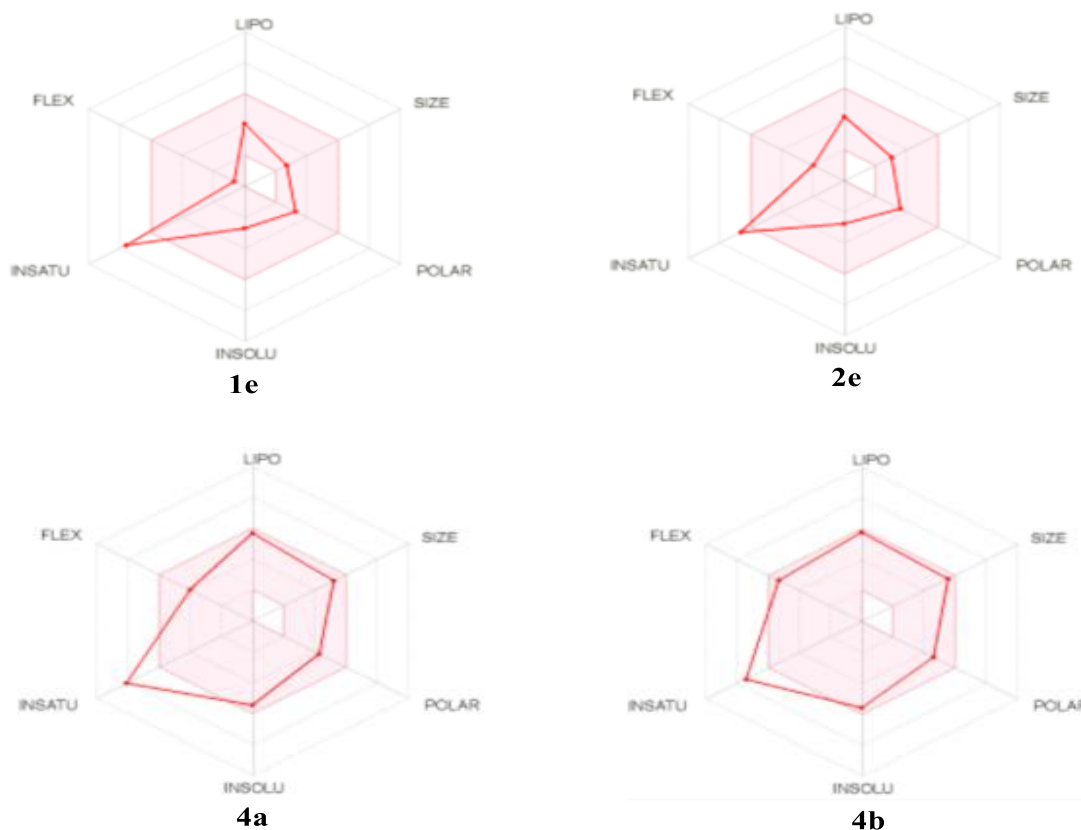 LIPO
FLEX
SIZE
INSATU
POLAR
INSOLU
1e
LIPO
FLEX
SIZE
INSATU
POLAR
INSOLU
2e
LIPO
FLEX
SIZE
INSATU
POLAR
INSOLU
4a
LIPO
FLEX
SIZE
INSATU
POLAR
INSOLU
4b